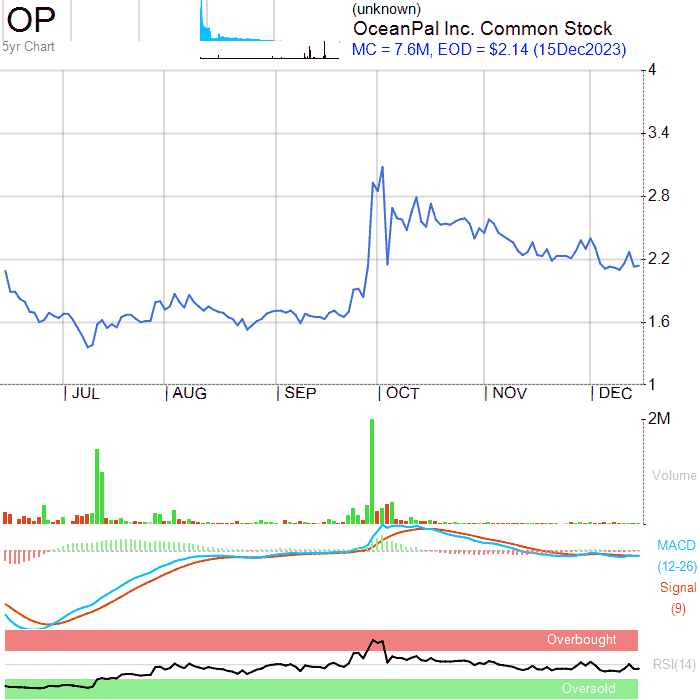 OP
5yr Chart
(unknown)
OceanPal Inc. Common Stock
MC = 7.6M, EOD = $2.14 (15Dec2023)
4
3.4
2.8
2.2
1.6
1
JUL AUG SEP OCT NOV DEC
2M
Volume
MACD
(12-26)
Signal
(9)
Overbought
RSI(14)
Oversold